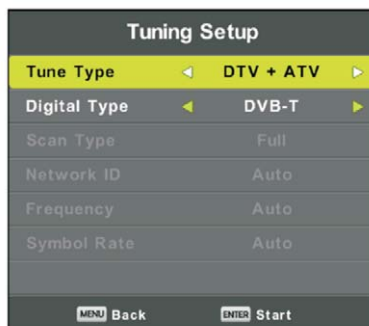 Tuning Setup
Tune Type DTV + ATV
Digital Type DVB-T
Scan Type Full
Network ID Auto
Frequency Auto
Symbol Rate Auto
MENU Back ENTER Start